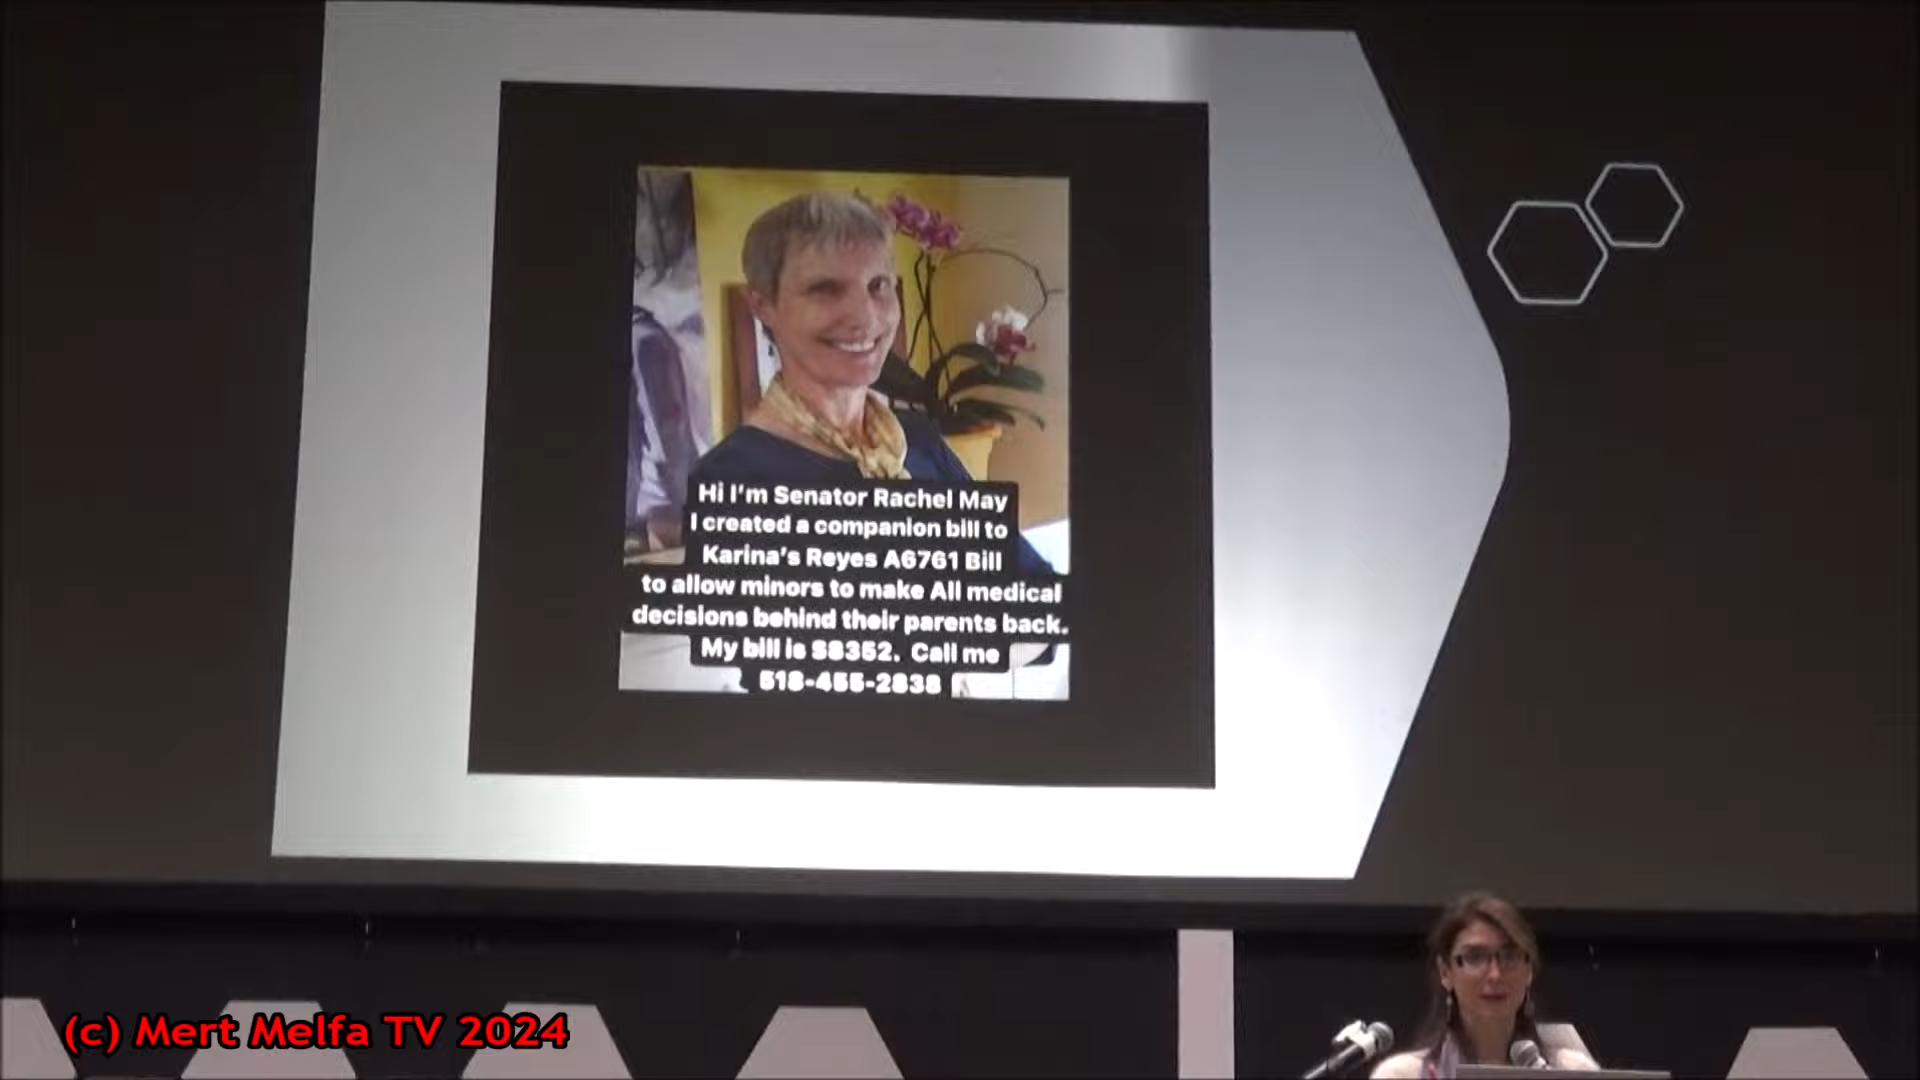 Hi I'm Senator Rachel May
I created a companion bill to
Karina's Reyes A6761 Bill
to allow minors to make All medical
decisions behind their parents back.
My bill is S8352. Call me
518-455-2838
(c) Mert Melfa TV 2024